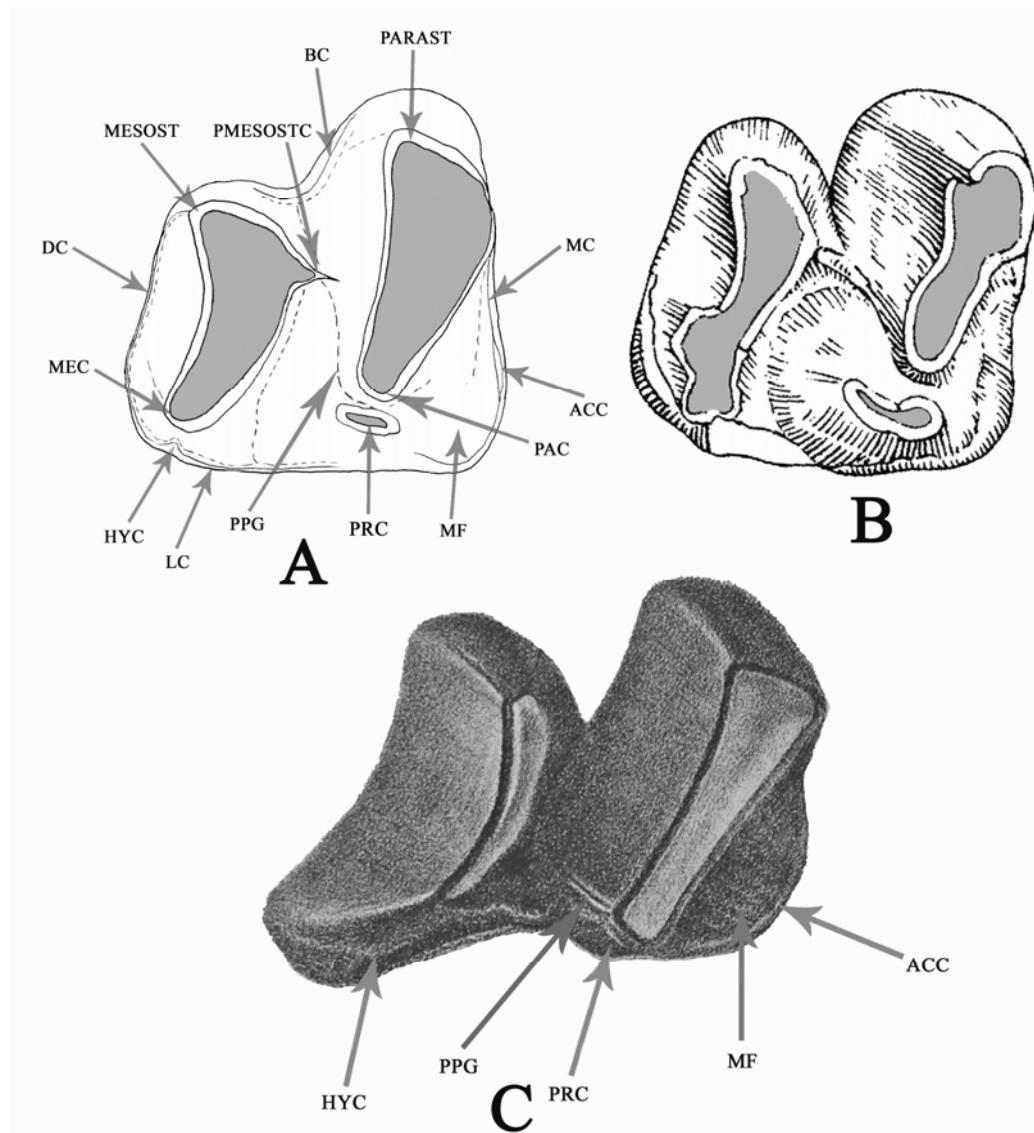 PARAST
BC
MESOST
PMESOSTC
DC
MC
MEC
ACC
PAC
HYC
LC
PPG
PRC
MF
A
B
ACC
MF
PPG
PRC
HYC
C